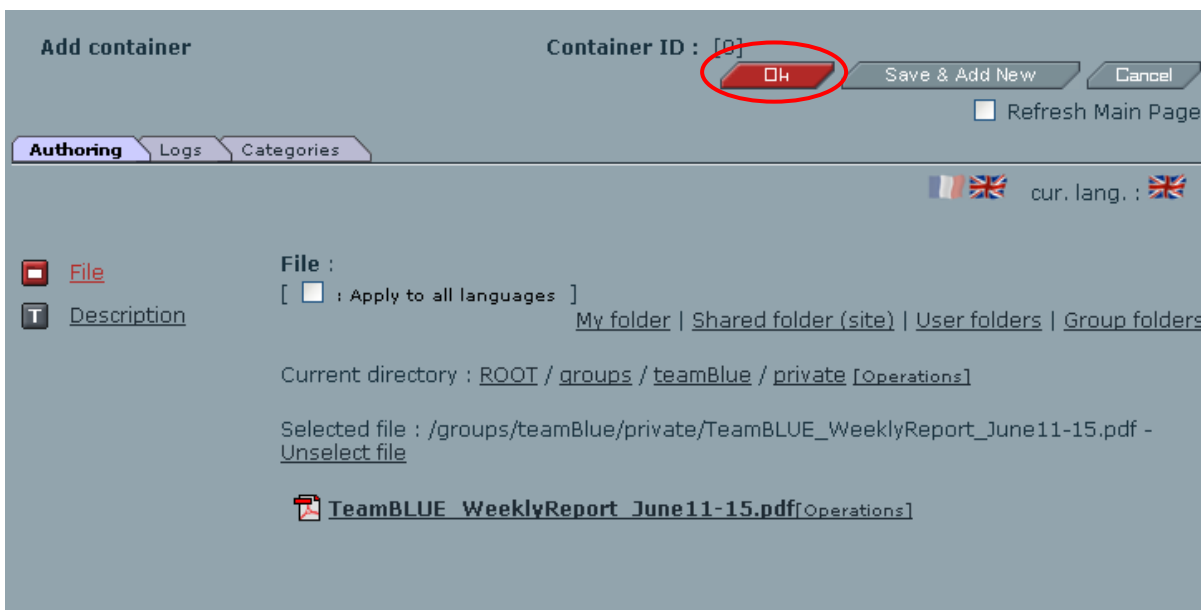 Add container
Container ID : [0]
Ok Save & Add New Cancel
Refresh Main Page
Authoring Logs Categories
cur. lang. :
File
File :
[ : Apply to all languages ]
Description
My folder | Shared folder (site) | User folders | Group folders
Current directory : ROOT / groups / teamBlue / private [Operations]
Selected file : /groups/teamBlue/private/TeamBLUE_WeeklyReport_June11-15.pdf -
Unselect file
TeamBLUE_WeeklyReport_June11-15.pdf[Operations]